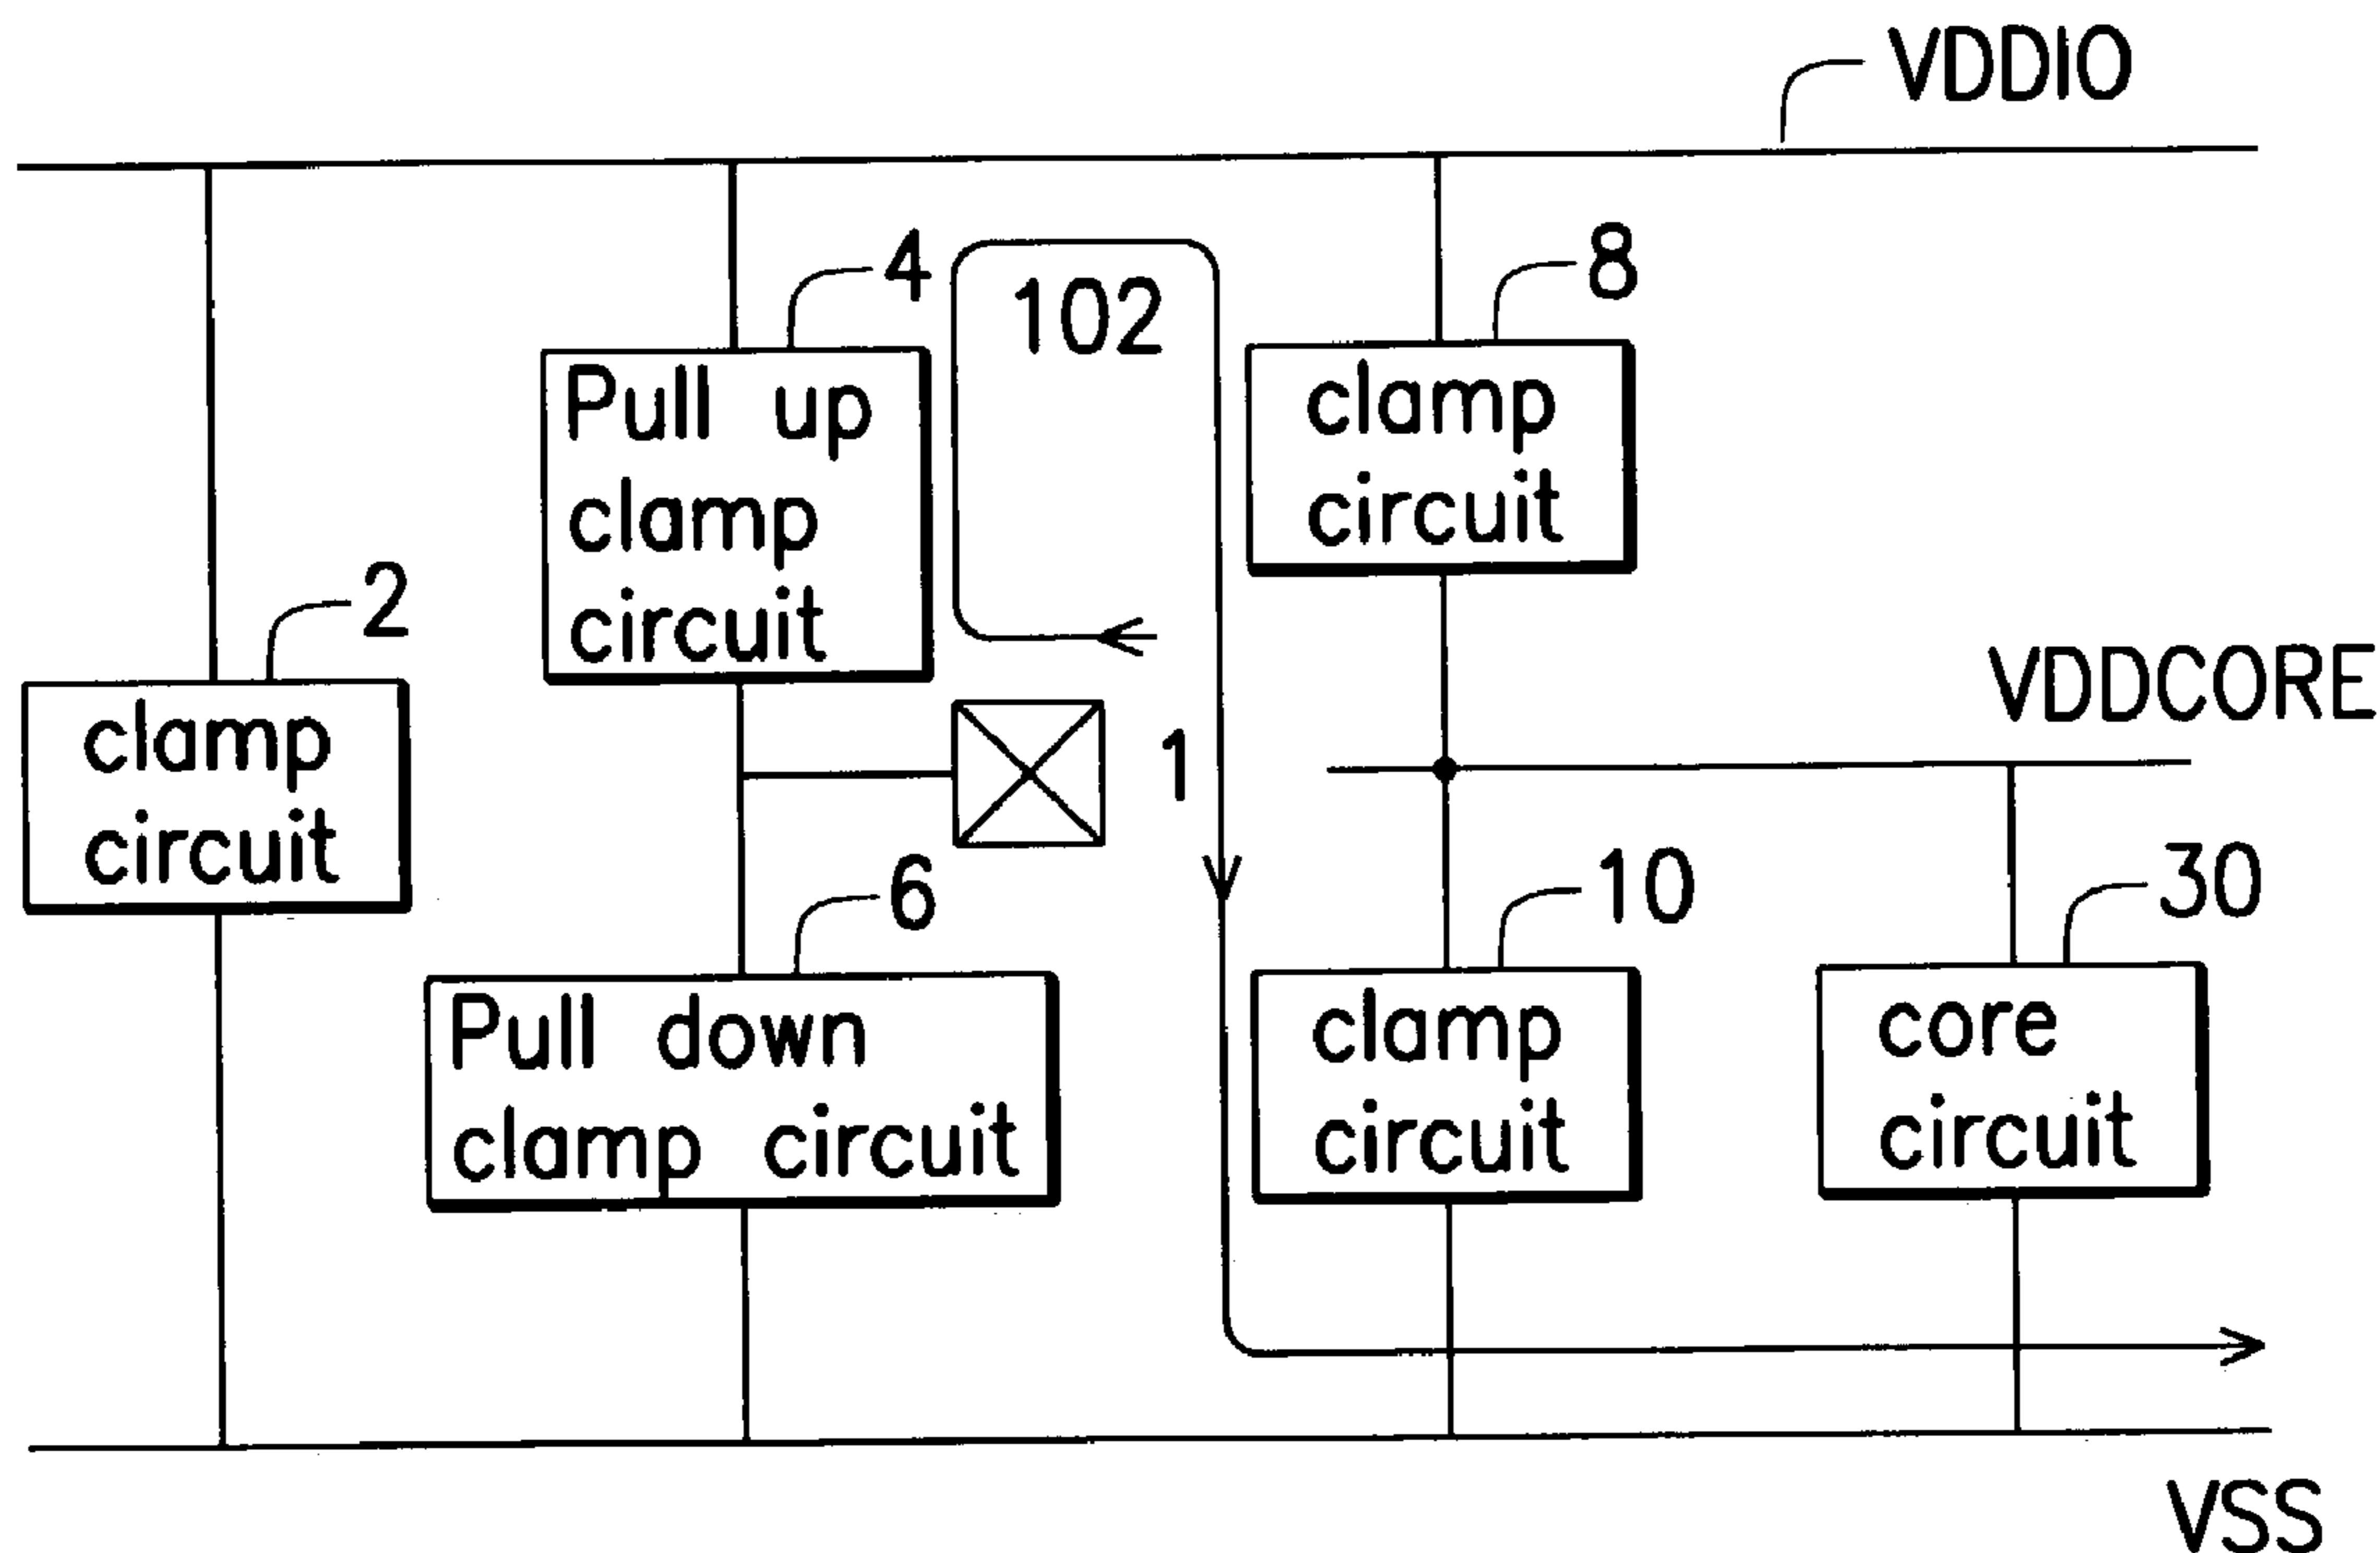 VDDIO
4
102
8
Pull up
clamp
circuit
clamp
circuit
2
clamp
circuit
VDDCORE
1
6
10
30
Pull down
clamp circuit
clamp
circuit
core
circuit
VSS